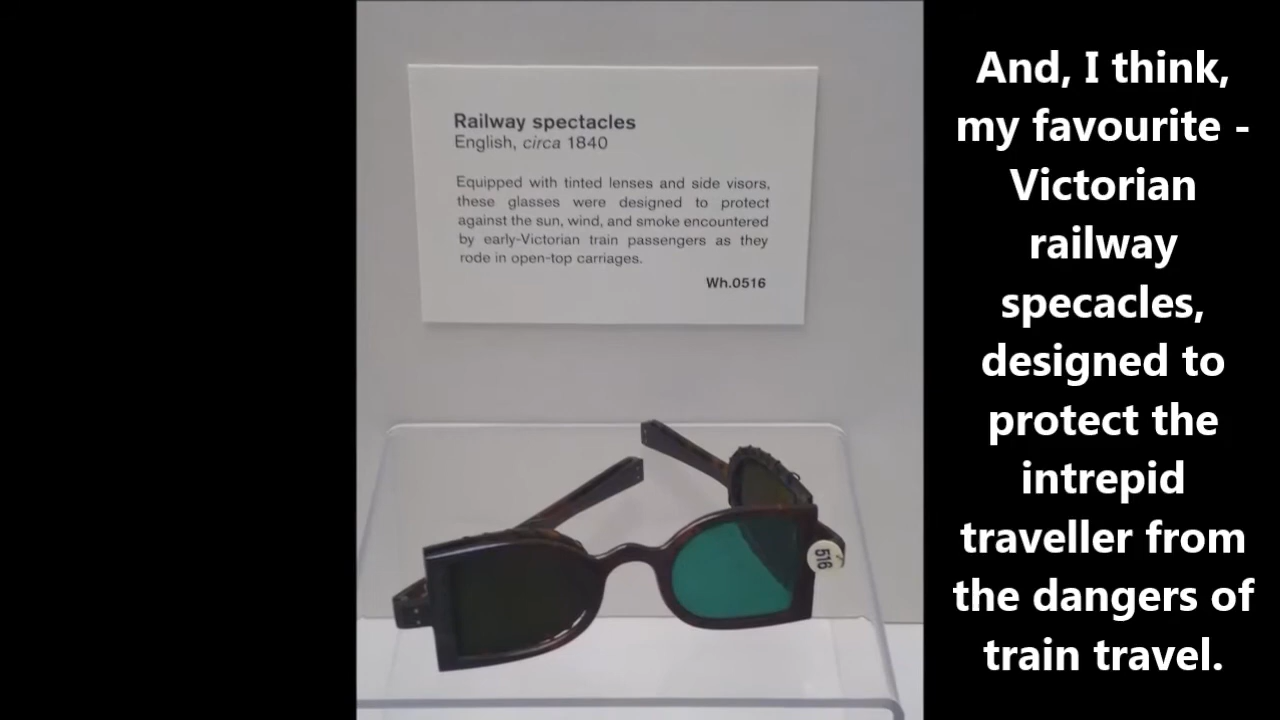 Railway spectacles
English, circa 1840
Equipped with tinted lenses and side visors,
these glasses were designed to protect
against the sun, wind, and smoke encountered
by early-Victorian train passengers as they
rode in open-top carriages.
Wh.0516
516
And, I think,
my favourite -
Victorian
railway
specacles,
designed to
protect the
intrepid
traveller from
the dangers of
train travel.